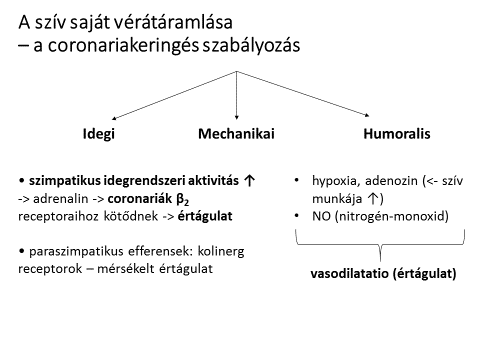 A szív saját vérátáramlása
– a coronariakeringés szabályozás
Idegi
Mechanikai
Humoralis
• szimpatikus idegrendszeri aktivitás ↑
-> adrenalin -> coronariák β₂
receptoraihoz kötődnek -> értágulat
• paraszimpatikus efferensek: kolinerg
receptorok – mérsékelt értágulat
• hypoxia, adenozin (<- szív
munkája ↑)
• NO (nitrogén-monoxid)
vasodilatatio (értágulat)